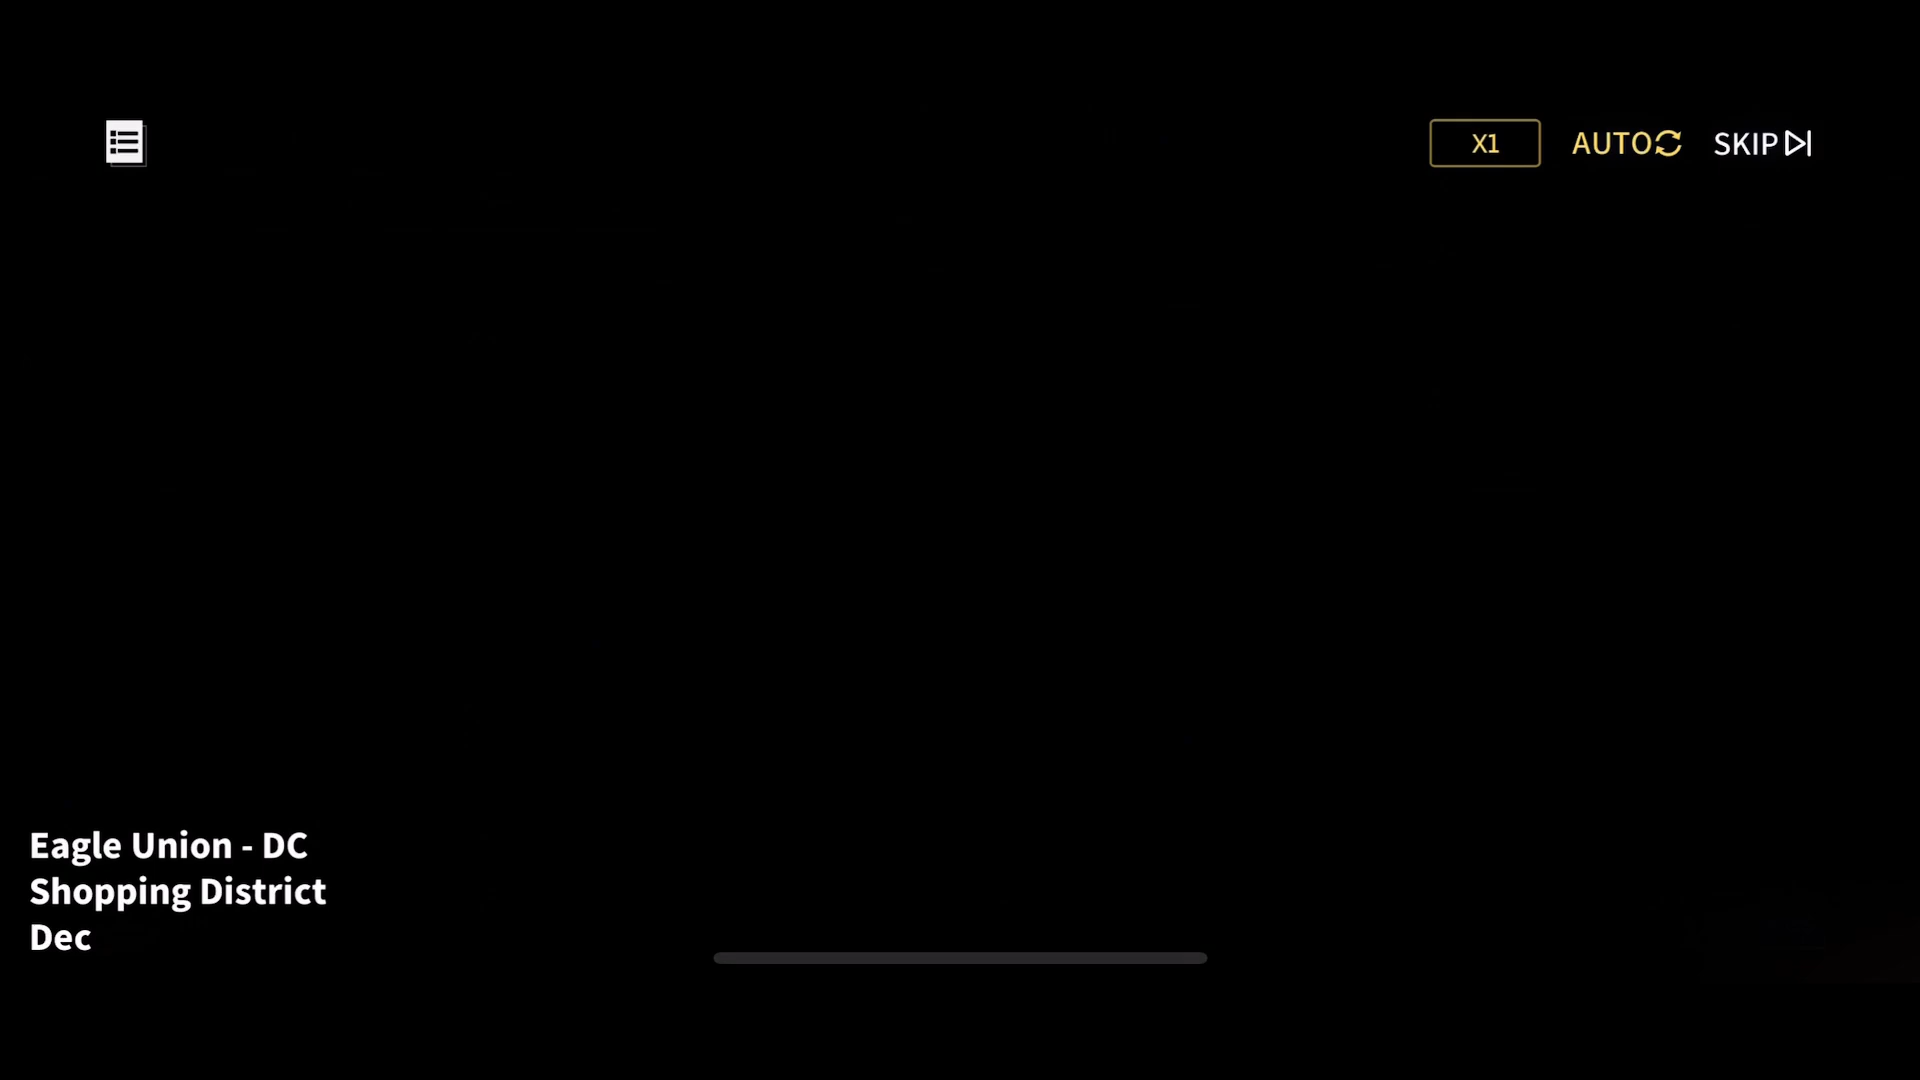 X1
AUTO
SKIP
Eagle Union - DC
Shopping District
Dec